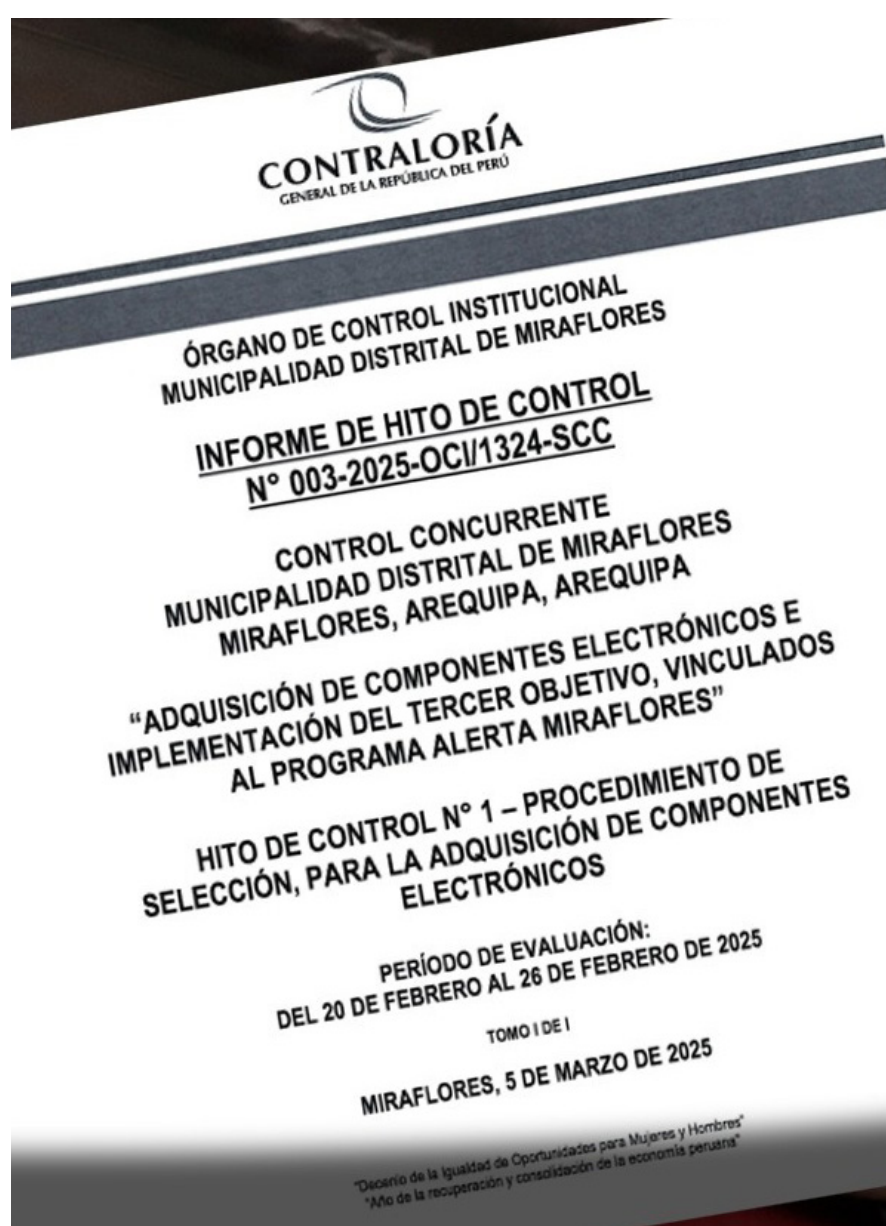 CONTRALORÍA
GENERAL DE LA REPÚBLICA DEL PERÚ
ÓRGANO DE CONTROL INSTITUCIONAL
MUNICIPALIDAD DISTRITAL DE MIRAFLORES
INFORME DE HITO DE CONTROL
N° 003-2025-OCI/1324-SCC
CONTROL CONCURRENTE
MUNICIPALIDAD DISTRITAL DE MIRAFLORES
MIRAFLORES, AREQUIPA, AREQUIPA
“ADQUISICIÓN DE COMPONENTES ELECTRÓNICOS E
IMPLEMENTACIÓN DEL TERCER OBJETIVO, VINCULADOS
AL PROGRAMA ALERTA MIRAFLORES”
HITO DE CONTROL N° 1 – PROCEDIMIENTO DE
SELECCIÓN, PARA LA ADQUISICIÓN DE COMPONENTES
ELECTRÓNICOS
PERÍODO DE EVALUACIÓN:
DEL 20 DE FEBRERO AL 26 DE FEBRERO DE 2025
TOMO I DE I
MIRAFLORES, 5 DE MARZO DE 2025
"Decenio de la Igualdad de Oportunidades para Mujeres y Hombres"
"Año de la recuperación y consolidación de la economía peruana"